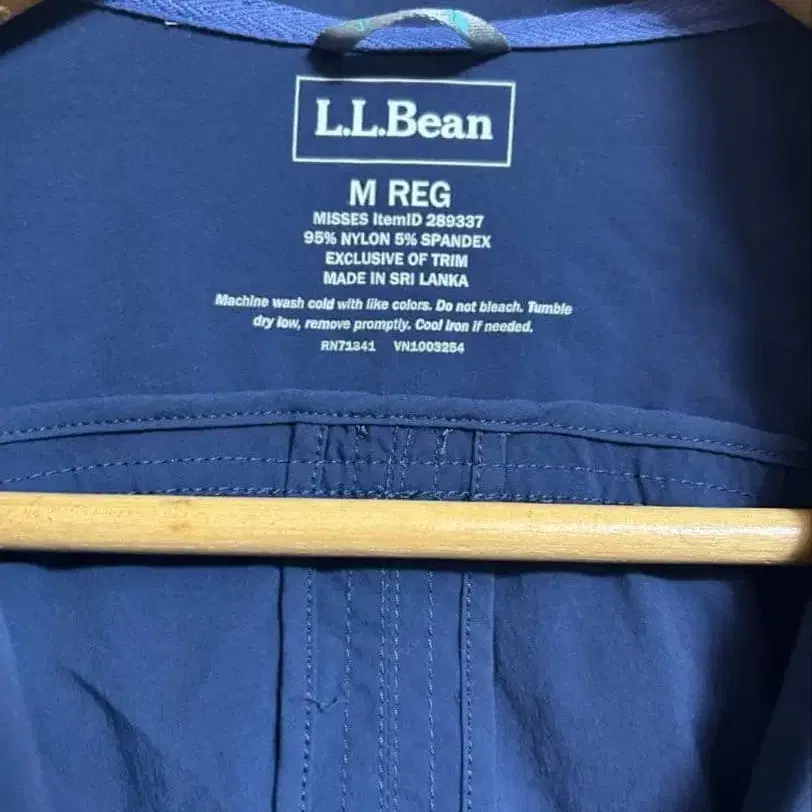 L.L.Bean
M REG
MISSES ItemID 289337
95% NYLON 5% SPANDEX
EXCLUSIVE OF TRIM
MADE IN SRI LANKA
Machine wash cold with like colors. Do not bleach. Tumble
dry low, remove promptly. Cool iron if needed.
RN71341 VN1003254